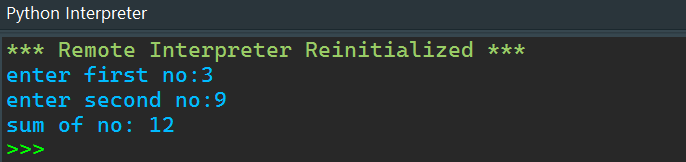 Python Interpreter
*** Remote Interpreter Reinitialized ***
enter first no:3
enter second no:9
sum of no: 12
>>>